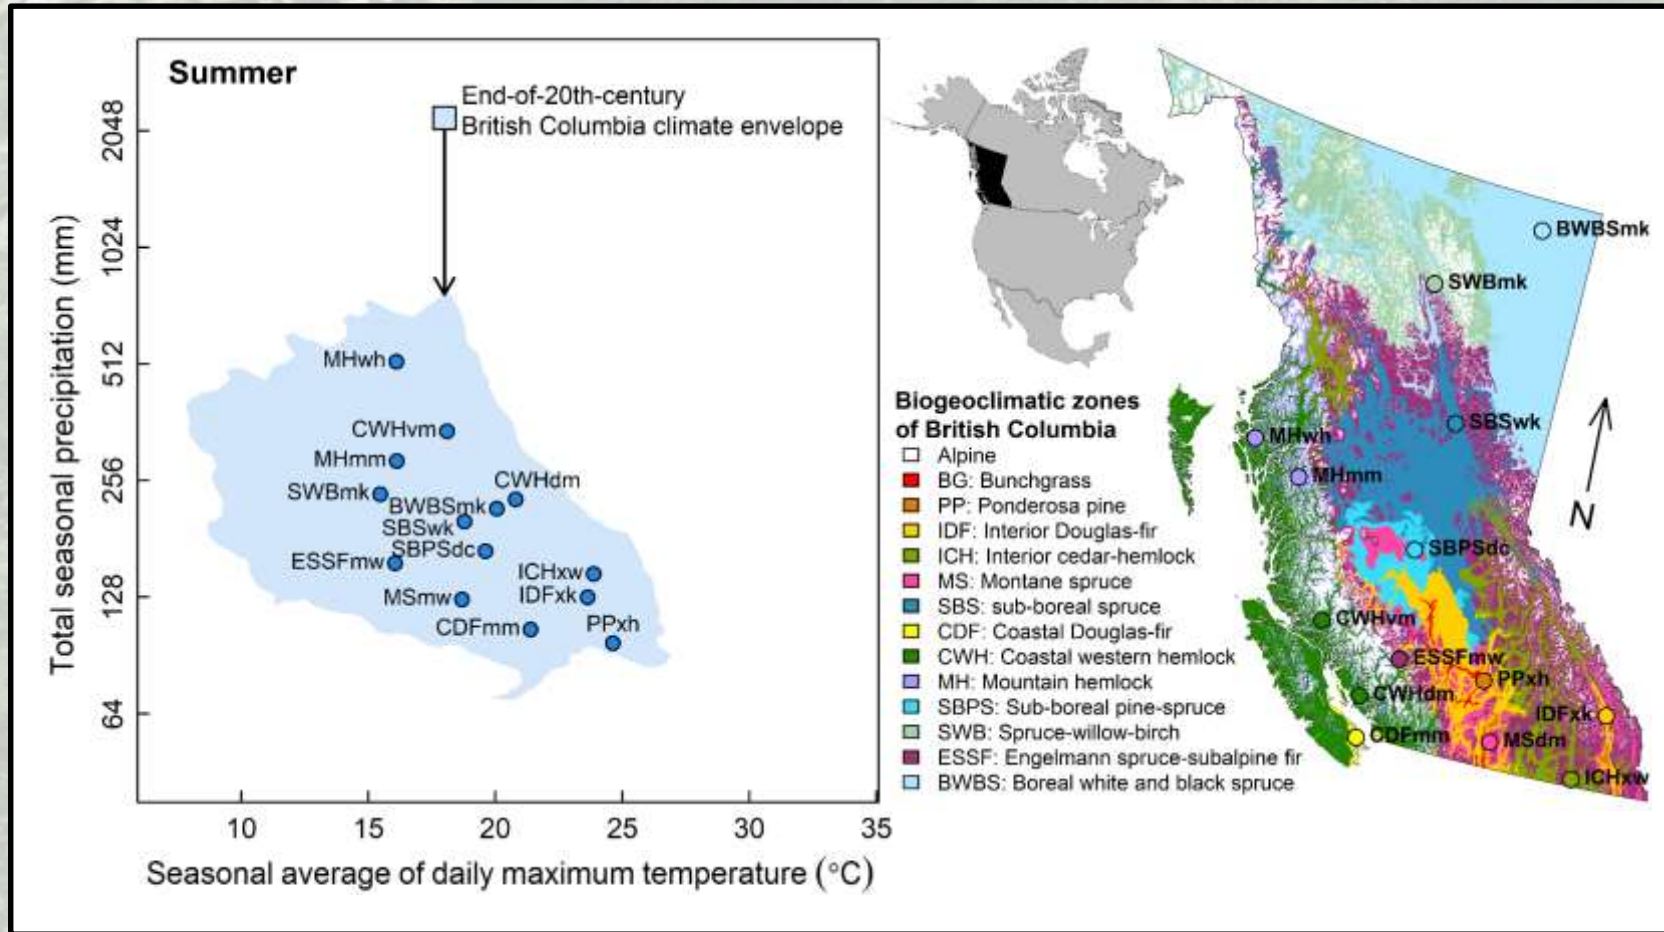 Summer
End-of-20th-century
British Columbia climate envelope
Total seasonal precipitation (mm)
2048
1024
512
256
128
64
MHwh
CWHvm
MHmm
SWBmk
CWHdm
BWBSmk
SBSwk
SBPSdc
ESSFmw
ICHxw
MSmw
IDFxk
CDFmm
PPxh
10
15
20
25
30
35
Seasonal average of daily maximum temperature (°C)
Biogeoclimatic zones
of British Columbia
Alpine
BG: Bunchgrass
PP: Ponderosa pine
IDF: Interior Douglas-fir
ICH: Interior cedar-hemlock
MS: Montane spruce
SBS: sub-boreal spruce
CDF: Coastal Douglas-fir
CWH: Coastal western hemlock
MH: Mountain hemlock
SBPS: Sub-boreal pine-spruce
SWB: Spruce-willow-birch
ESSF: Engelmann spruce-subalpine fir
BWBS: Boreal white and black spruce
BWBSmk
SWBmk
SBSwk
MHwh
MHmm
N
SBPSdc
CWHvm
ESSFmw
PPxh
CWHdm
IDFxk
CDFmm
MSdm
ICHxw